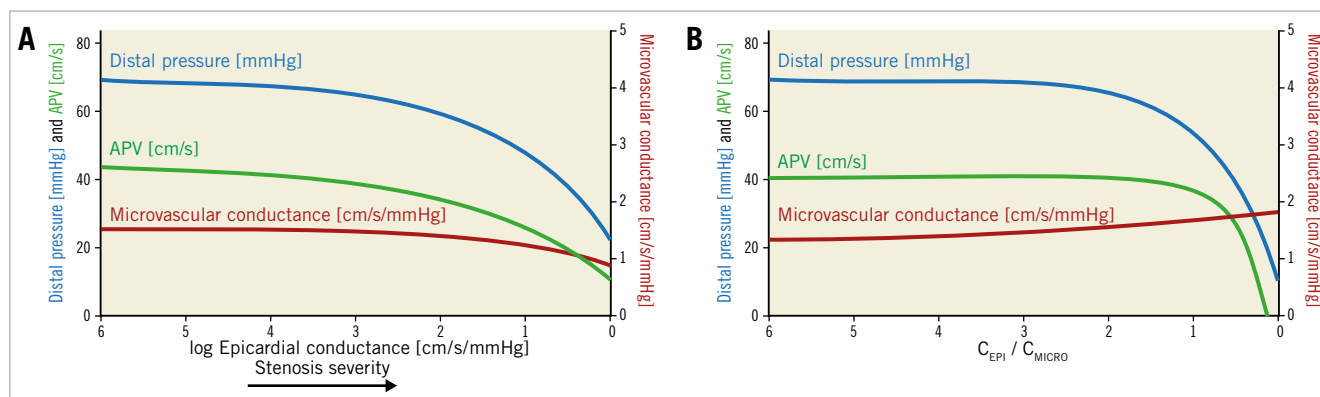 A
Distal pressure [mmHg] and APV [cm/s]
80
60
40
20
0
Distal pressure [mmHg]
APV [cm/s]
Microvascular conductance [cm/s/mmHg]
5
4
3
2
1
0
Microvascular conductance [cm/s/mmHg]
6 5 4 3 2 1 0
log Epicardial conductance [cm/s/mmHg]
Stenosis severity
B
Distal pressure [mmHg] and APV [cm/s]
80
60
40
20
0
Distal pressure [mmHg]
APV [cm/s]
Microvascular conductance [cm/s/mmHg]
5
4
3
2
1
0
Microvascular conductance [cm/s/mmHg]
6 5 4 3 2 1 0
C_EPI / C_MICRO